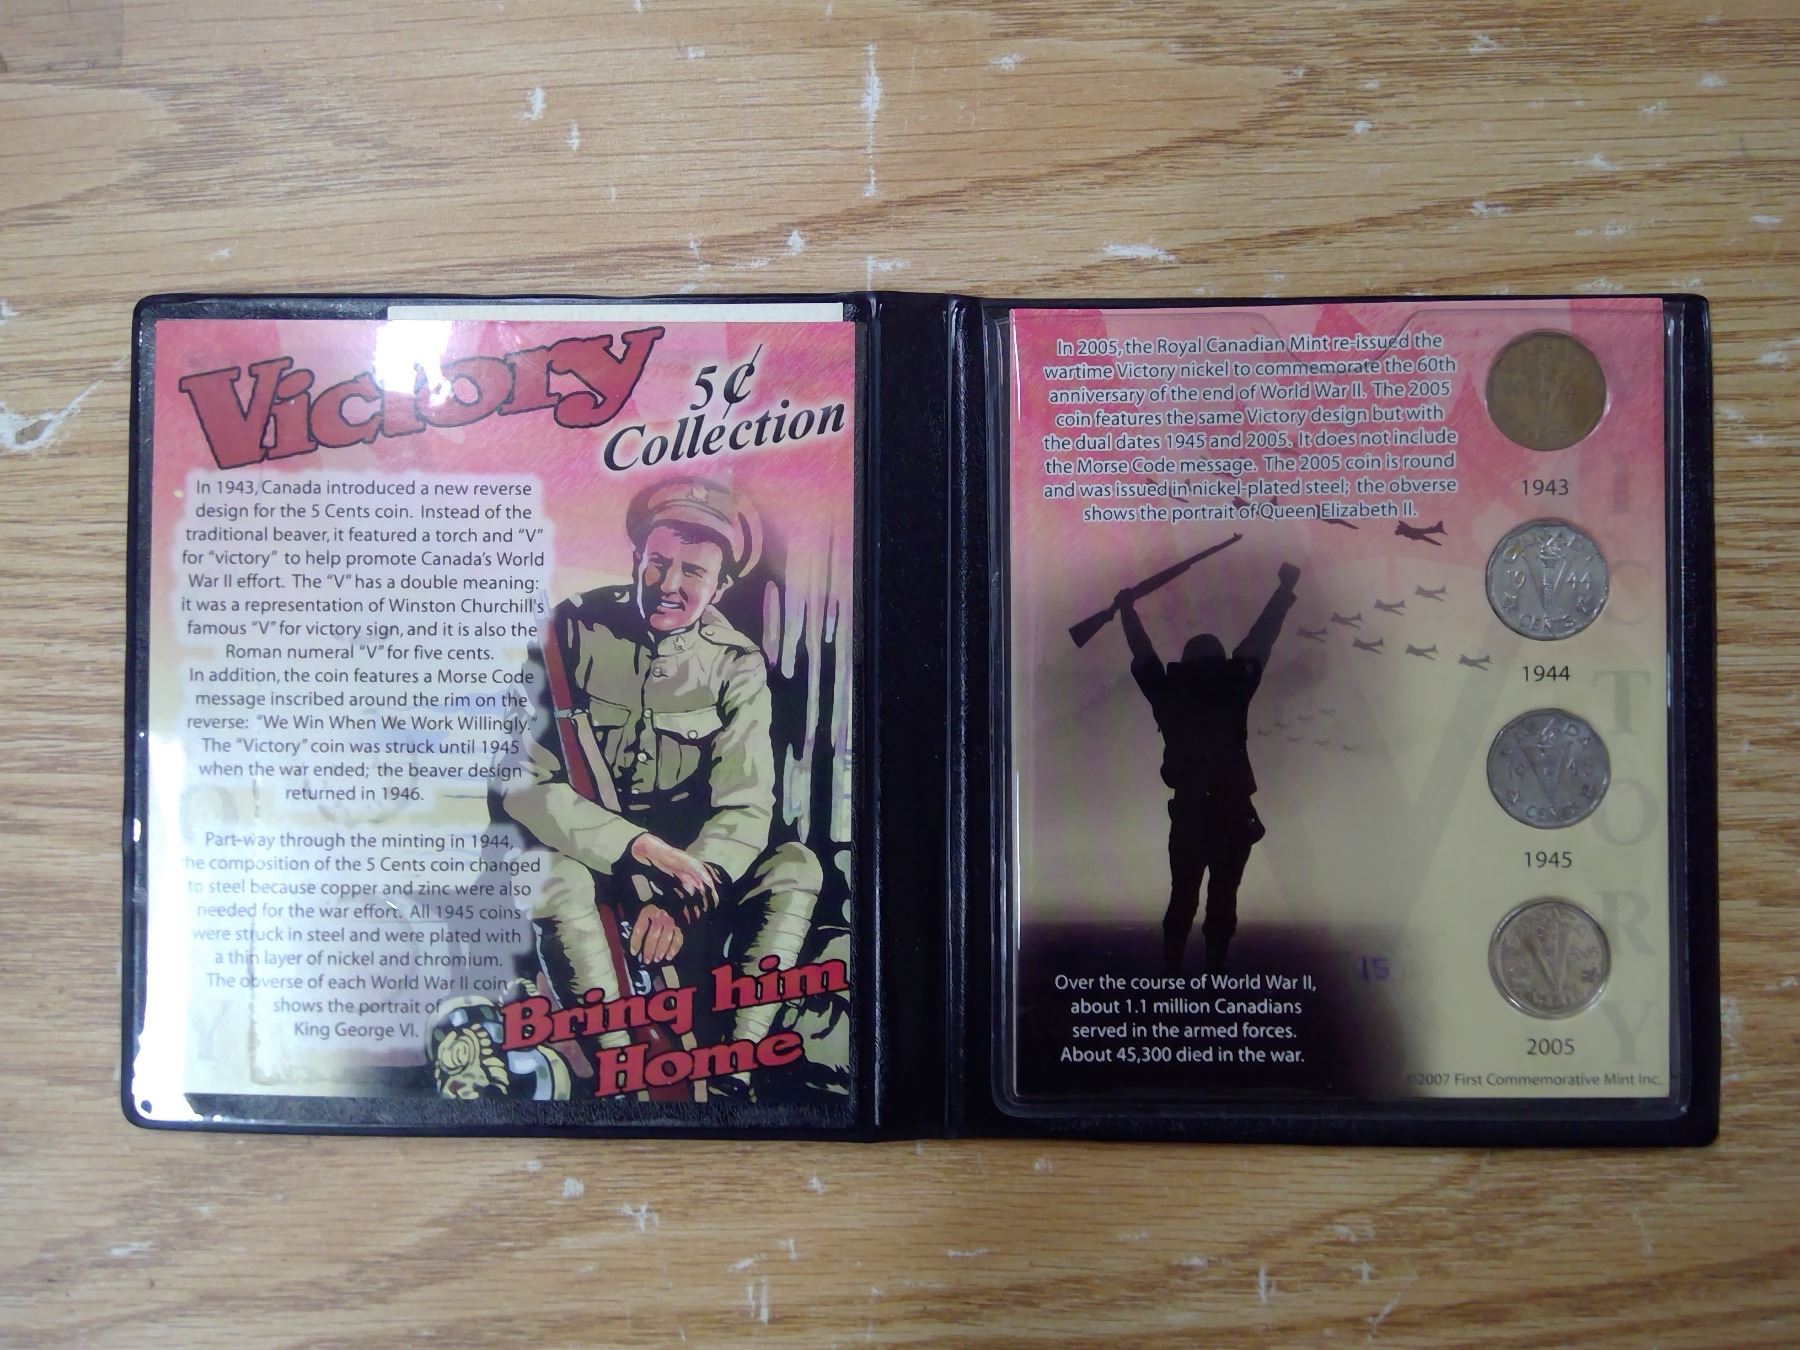 Victory
5¢
Collection
In 1943, Canada introduced a new reverse
design for the 5 Cents coin. Instead of the
traditional beaver, it featured a torch and "V"
for "victory" to help promote Canada's World
War II effort. The "V" has a double meaning:
it was a representation of Winston Churchill's
famous "V" for victory sign, and it is also the
Roman numeral "V" for five cents.
In addition, the coin features a Morse Code
message inscribed around the rim on the
reverse: "We Win When We Work Willingly."
The "Victory" coin was struck until 1945
when the war ended; the beaver design
returned in 1946.
Part-way through the minting in 1944,
he composition of the 5 Cents coin changed
to steel because copper and zinc were also
needed for the war effort. All 1945 coins
were struck in steel and were plated with
a thin layer of nickel and chromium.
The obverse of each World War II coin
shows the portrait of
King George VI.
Bring him
Home
In 2005, the Royal Canadian Mint re-issued the
wartime Victory nickel to commemorate the 60th
anniversary of the end of World War II. The 2005
coin features the same Victory design but with
the dual dates 1945 and 2005. It does not include
the Morse Code message. The 2005 coin is round
and was issued in nickel-plated steel; the obverse
shows the portrait of Queen Elizabeth II.
1943
CANADA
19 44
CENTS
1944
CANADA
19 45
CENTS
1945
2005
2005
VICTORY
15
Over the course of World War II,
about 1.1 million Canadians
served in the armed forces.
About 45,300 died in the war.
©2007 First Commemorative Mint Inc.